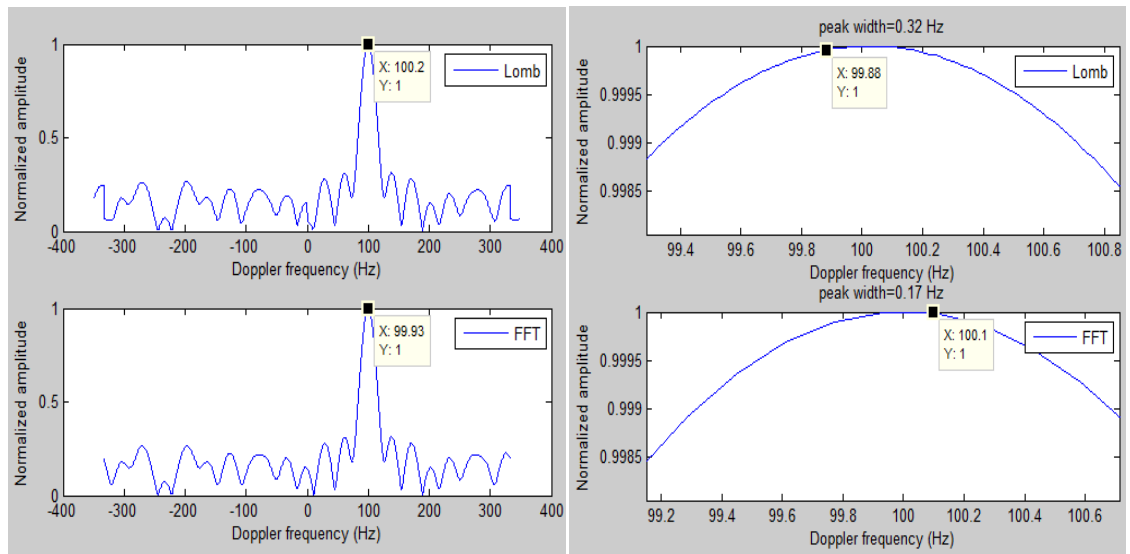 1
0.5
0
Normalized amplitude
Lomb
X: 100.2
Y: 1
-400 -300 -200 -100 0 100 200 300 400
Doppler frequency (Hz)
1
0.5
0
Normalized amplitude
FFT
X: 99.93
Y: 1
-400 -300 -200 -100 0 100 200 300 400
Doppler frequency (Hz)
peak width=0.32 Hz
1
0.9995
0.999
0.9985
Normalized amplitude
Lomb
X: 99.88
Y: 1
99.4 99.6 99.8 100 100.2 100.4 100.6 100.8
Doppler frequency (Hz)
peak width=0.17 Hz
1
0.9995
0.999
0.9985
Normalized amplitude
FFT
X: 100.1
Y: 1
99.2 99.4 99.6 99.8 100 100.2 100.4 100.6
Doppler frequency (Hz)